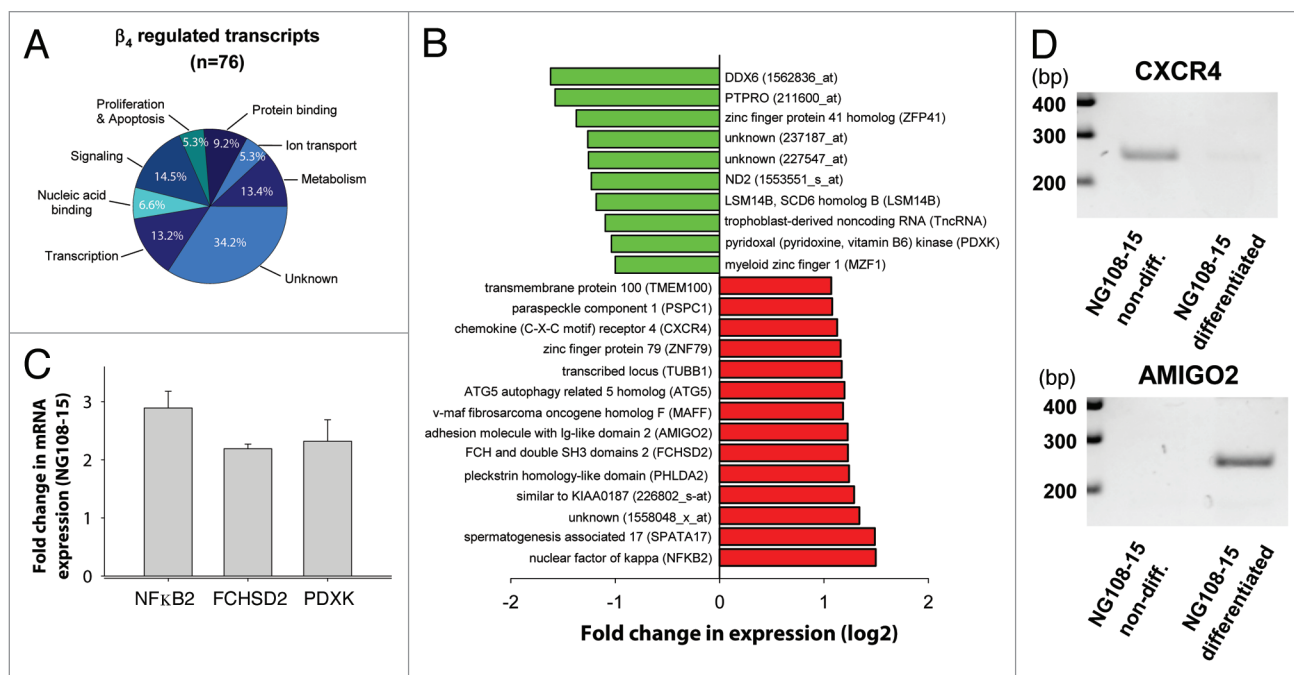 A
β4 regulated transcripts
(n=76)
Proliferation
& Apoptosis
Protein binding
Ion transport
Signaling
Metabolism
Nucleic acid
binding
Transcription
Unknown
5.3%
9.2%
5.3%
14.5%
13.4%
6.6%
13.2%
34.2%
B
DDX6 (1562836_at)
PTPRO (211600_at)
zinc finger protein 41 homolog (ZFP41)
unknown (237187_at)
unknown (227547_at)
ND2 (1553551_s_at)
LSM14B, SCD6 homolog B (LSM14B)
trophoblast-derived noncoding RNA (TncRNA)
pyridoxal (pyridoxine, vitamin B6) kinase (PDXK)
myeloid zinc finger 1 (MZF1)
transmembrane protein 100 (TMEM100)
paraspeckle component 1 (PSPC1)
chemokine (C-X-C motif) receptor 4 (CXCR4)
zinc finger protein 79 (ZNF79)
transcribed locus (TUBB1)
ATG5 autophagy related 5 homolog (ATG5)
v-maf fibrosarcoma oncogene homolog F (MAFF)
adhesion molecule with Ig-like domain 2 (AMIGO2)
FCH and double SH3 domains 2 (FCHSD2)
pleckstrin homology-like domain (PHLDA2)
similar to KIAA0187 (226802_s-at)
unknown (1558048_x_at)
spermatogenesis associated 17 (SPATA17)
nuclear factor of kappa (NFKB2)
-2 -1 0 1 2
Fold change in expression (log2)
C
Fold change in mRNA
expression (NG108-15)
3
2
1
0
NFκB2 FCHSD2 PDXK
D
(bp)
CXCR4
400
300
200
NG108-15
non-diff.
NG108-15
differentiated
(bp)
AMIGO2
400
300
200
NG108-15
non-diff.
NG108-15
differentiated